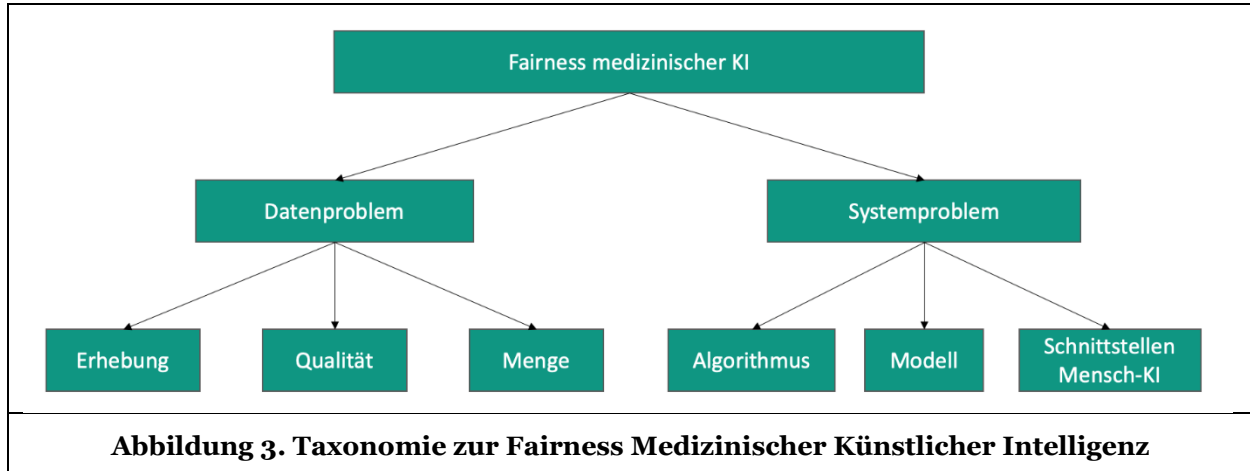 Fairness medizinischer KI
Datenproblem
Systemproblem
Erhebung
Qualität
Menge
Algorithmus
Modell
Schnittstellen
Mensch-KI
Abbildung 3. Taxonomie zur Fairness Medizinischer Künstlicher Intelligenz